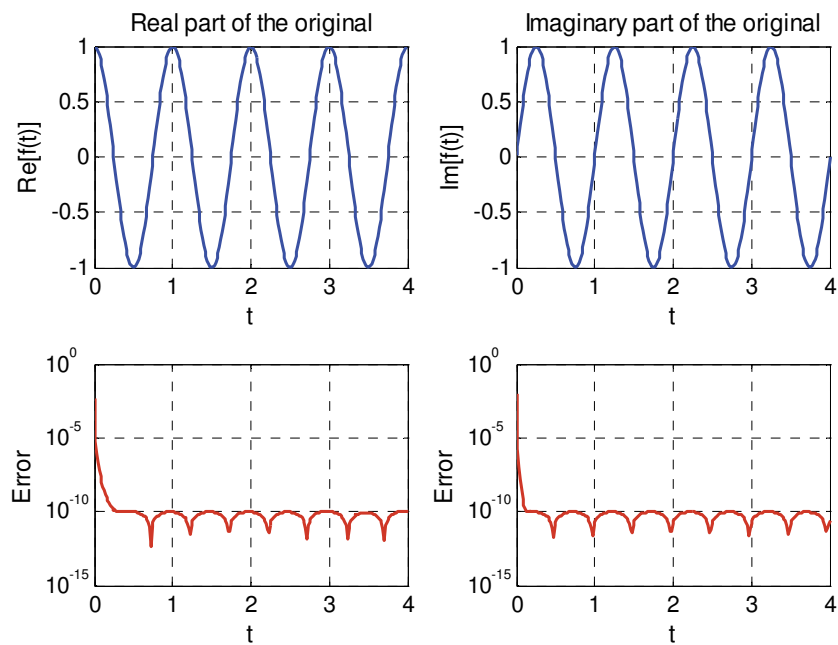 Real part of the original
1
0.5
0
-0.5
-1
Re[f(t)]
0 1 2 3 4
t
Imaginary part of the original
1
0.5
0
-0.5
-1
Im[f(t)]
0 1 2 3 4
t
10^0
10^-5
10^-10
10^-15
Error
0 1 2 3 4
t
10^0
10^-5
10^-10
10^-15
Error
0 1 2 3 4
t